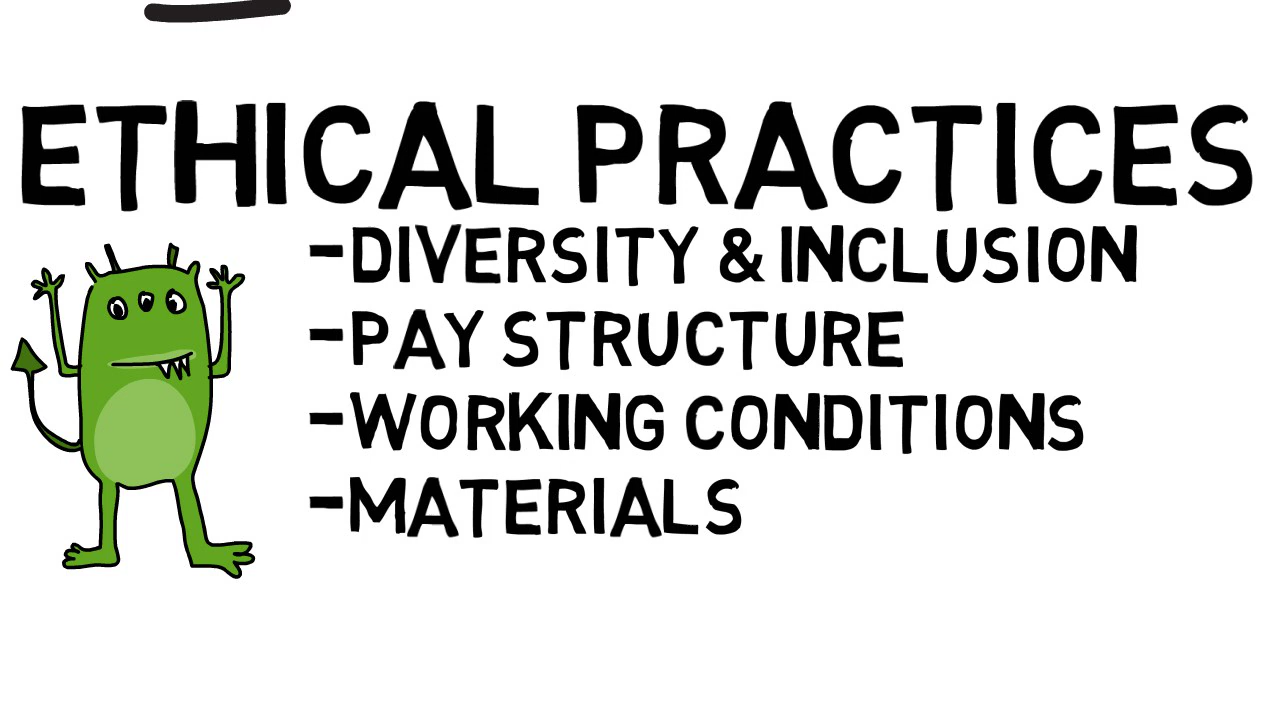 ETHICAL PRACTICES
-DIVERSITY & INCLUSION
-PAY STRUCTURE
-WORKING CONDITIONS
-MATERIALS